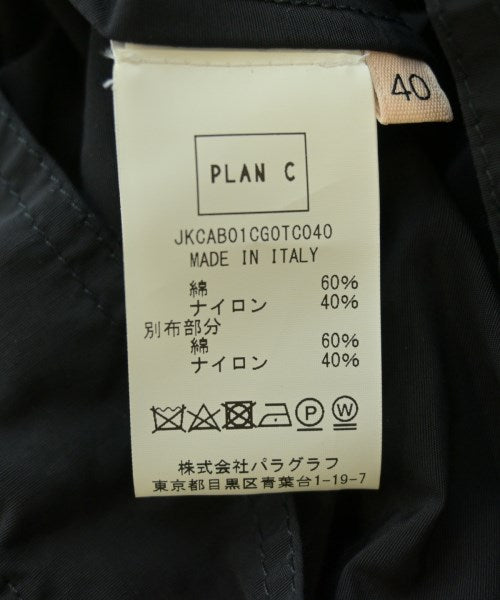 40
PLAN C
JKCAB01CG0TC040
MADE IN ITALY
綿 60%
ナイロン 40%
別布部分
綿 60%
ナイロン 40%
P W
株式会社パラグラフ
東京都目黒区青葉台1-19-7